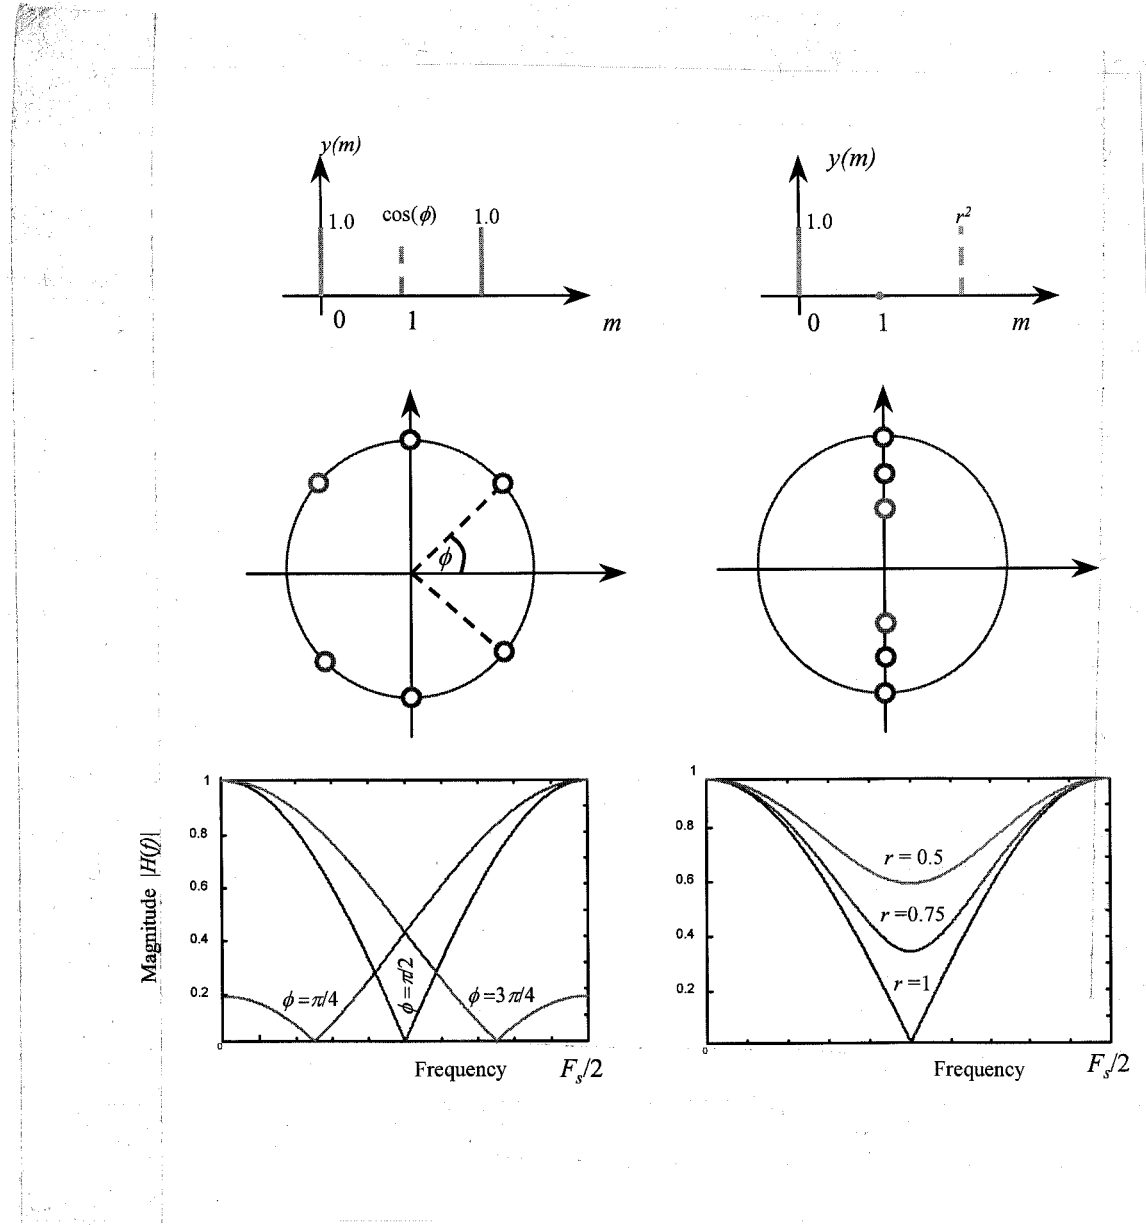 y(m)
1.0
cos(ϕ)
1.0
0
1
m
y(m)
1.0
r²
0
1
m
ϕ
1
0.8
0.6
0.4
0.2
0
Magnitude |H(f)|
ϕ = π/4
ϕ = π/2
ϕ = 3π/4
Frequency
Fₛ/2
1
0.8
0.6
0.4
0.2
0
r = 0.5
r =0.75
r =1
Frequency
Fₛ/2